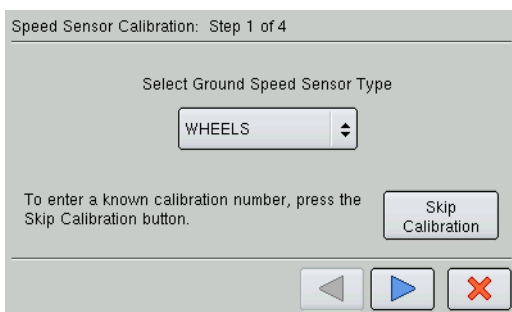 Speed Sensor Calibration: Step 1 of 4
Select Ground Speed Sensor Type
WHEELS
To enter a known calibration number, press the
Skip Calibration button.
Skip
Calibration